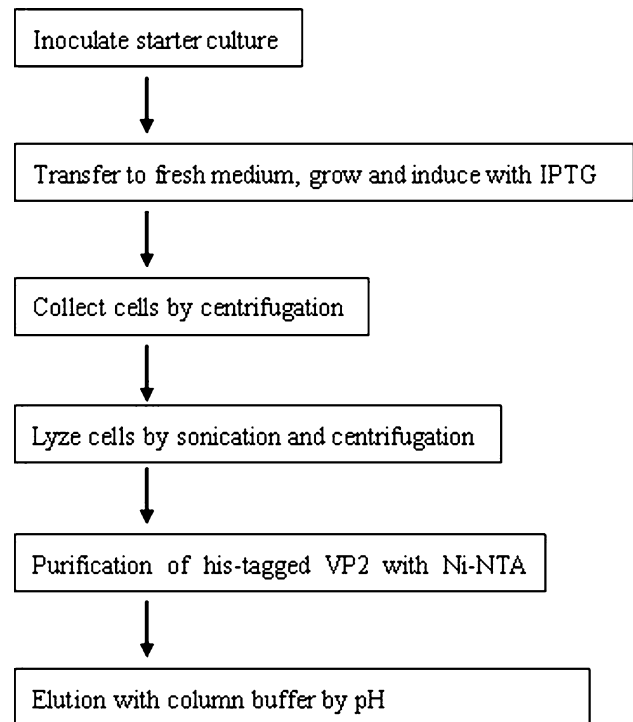 Inoculate starter culture
Transfer to fresh medium, grow and induce with IPTG
Collect cells by centrifugation
Lyze cells by sonication and centrifugation
Purification of his-tagged VP2 with Ni-NTA
Elution with column buffer by pH